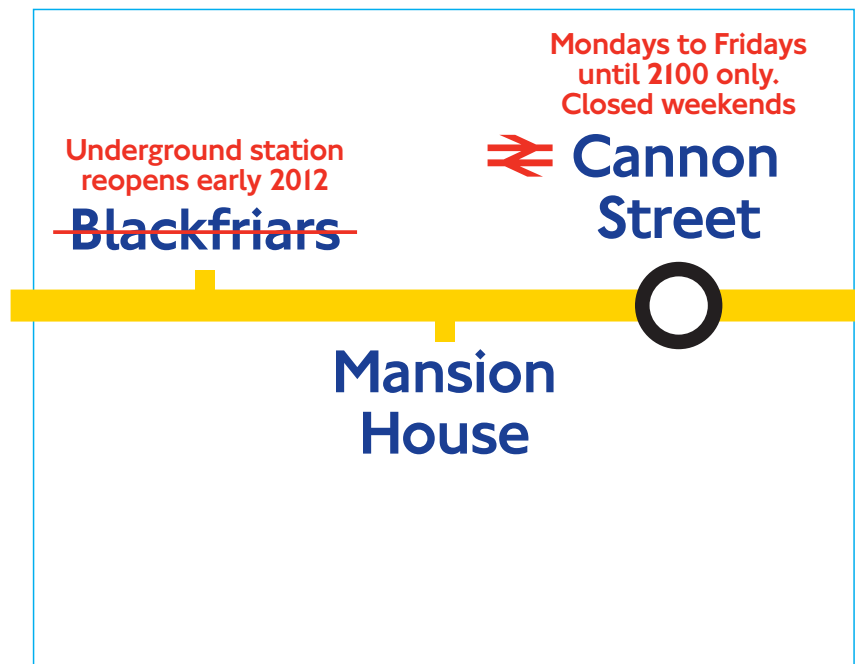 Underground station
reopens early 2012
Blackfriars
Mansion
House
Mondays to Fridays
until 2100 only.
Closed weekends
Cannon
Street